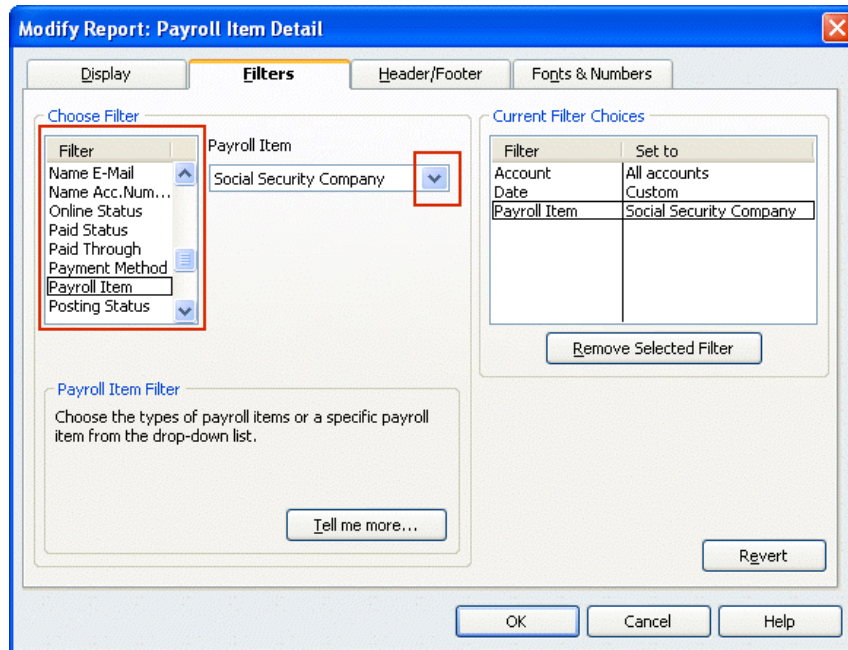 Modify Report: Payroll Item Detail
Display
Filters
Header/Footer
Fonts & Numbers
Choose Filter
Filter
Name E-Mail
Name Acc.Num...
Online Status
Paid Status
Paid Through
Payment Method
Payroll Item
Posting Status
Payroll Item
Social Security Company
Payroll Item Filter
Choose the types of payroll items or a specific payroll
item from the drop-down list.
Tell me more...
Current Filter Choices
Filter Set to
Account All accounts
Date Custom
Payroll Item Social Security Company
Remove Selected Filter
Revert
OK
Cancel
Help